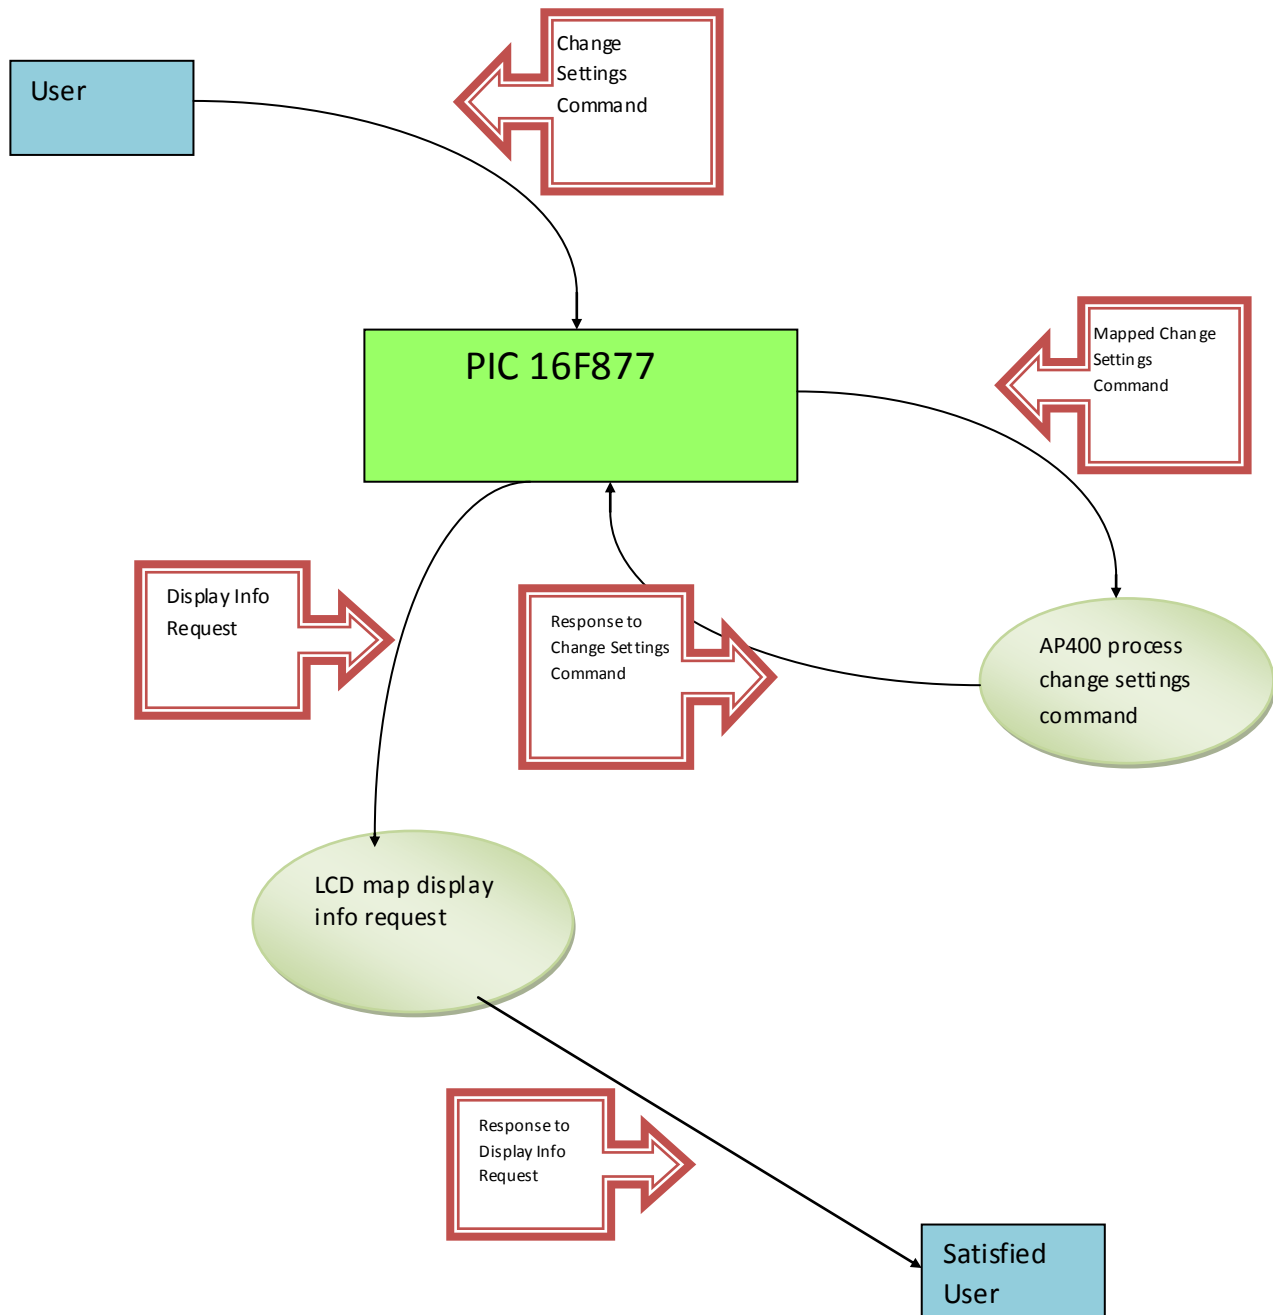 Change
Settings
Command
User
PIC 16F877
Mapped Change
Settings
Command
Display Info
Request
Response to
Change Settings
Command
AP400 process
change settings
command
LCD map display
info request
Response to
Display Info
Request
Satisfied
User